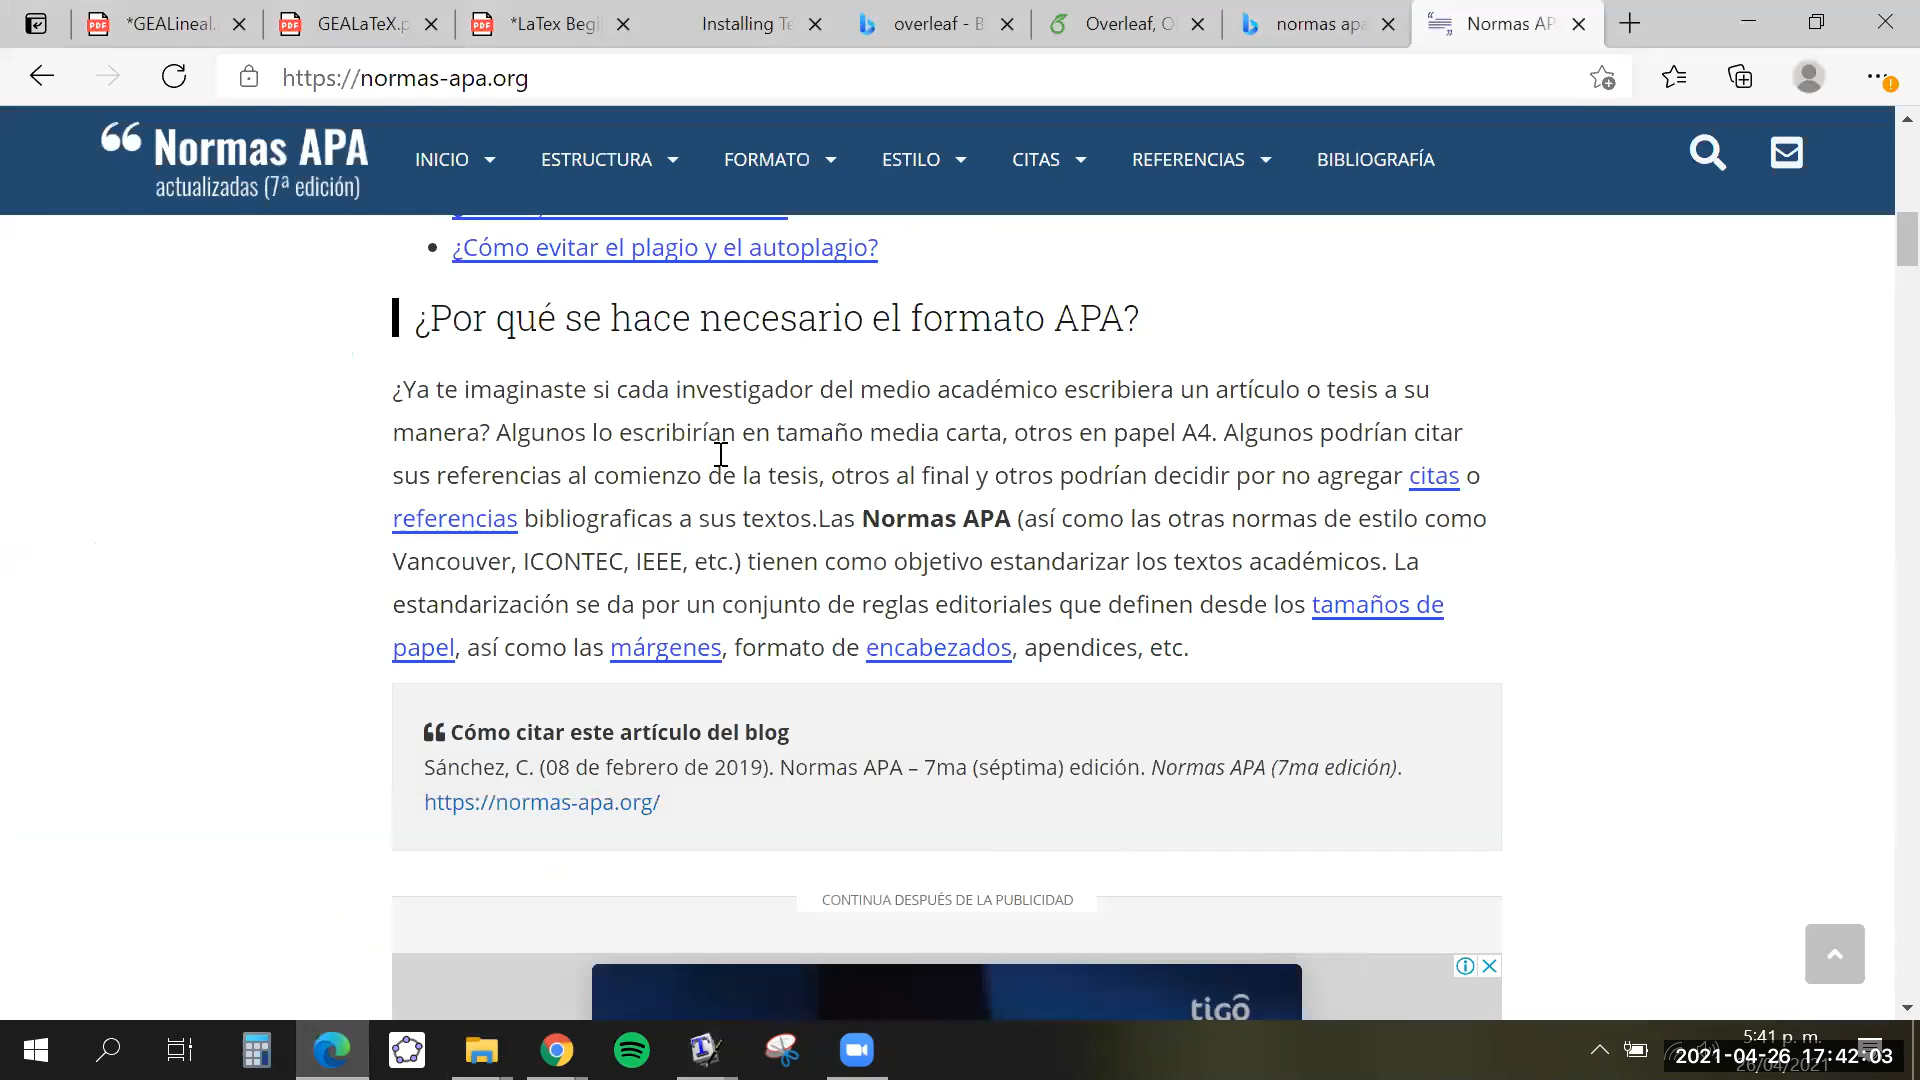 *GEALineal.
GEALaTeX.p
*LaTex Begi
Installing Te
overleaf - B
Overleaf, O
normas apa
Normas AP
https://normas-apa.org
Normas APA
actualizadas (7ª edición)
INICIO
ESTRUCTURA
FORMATO
ESTILO
CITAS
REFERENCIAS
BIBLIOGRAFÍA
¿Cómo evitar el plagio y el autoplagio?
¿Por qué se hace necesario el formato APA?
¿Ya te imaginaste si cada investigador del medio académico escribiera un artículo o tesis a su
manera? Algunos lo escribirían en tamaño media carta, otros en papel A4. Algunos podrían citar
sus referencias al comienzo de la tesis, otros al final y otros podrían decidir por no agregar citas o
referencias bibliograficas a sus textos.Las Normas APA (así como las otras normas de estilo como
Vancouver, ICONTEC, IEEE, etc.) tienen como objetivo estandarizar los textos académicos. La
estandarización se da por un conjunto de reglas editoriales que definen desde los tamaños de
papel, así como las márgenes, formato de encabezados, apendices, etc.
Cómo citar este artículo del blog
Sánchez, C. (08 de febrero de 2019). Normas APA – 7ma (séptima) edición. Normas APA (7ma edición).
https://normas-apa.org/
CONTINUA DESPUÉS DE LA PUBLICIDAD
tigo
5:41 p. m.
2021-04-26 17:42:03
26/04/2021